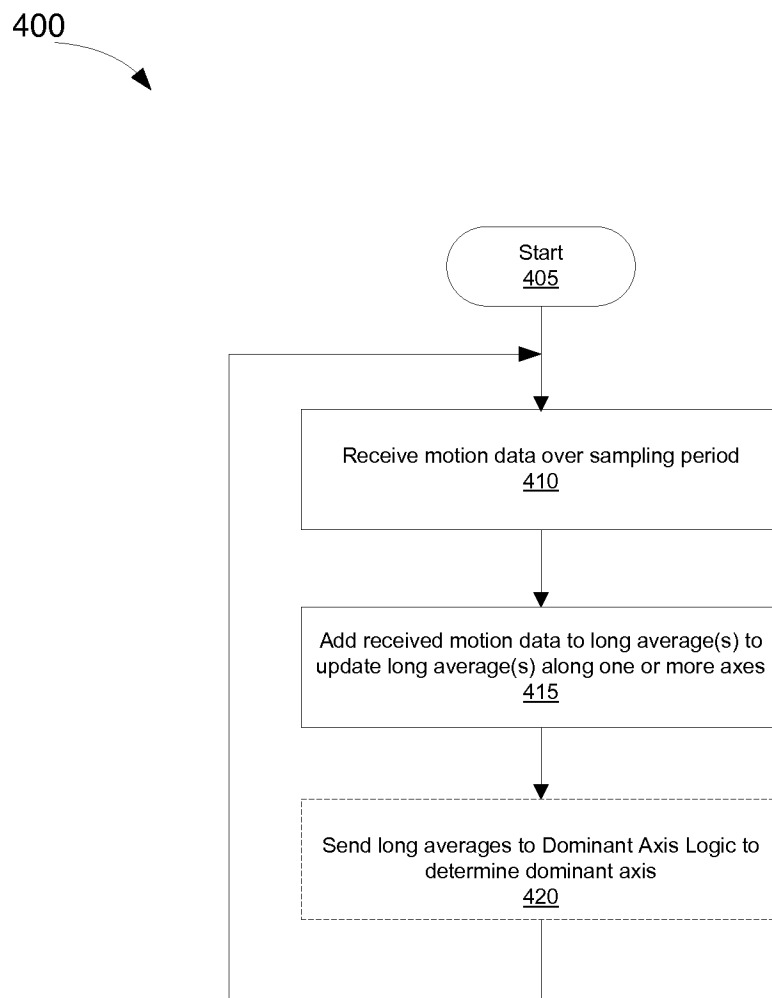 400
Start
405
Receive motion data over sampling period
410
Add received motion data to long average(s) to
update long average(s) along one or more axes
415
Send long averages to Dominant Axis Logic to
determine dominant axis
420